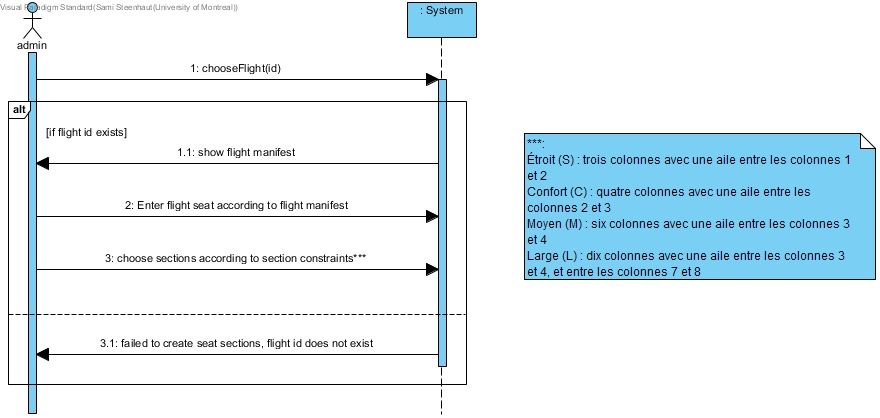 Visual Paradigm Standard(Sami Steenhaut(University of Montreal))
: System
admin
1: chooseFlight(id)
alt
[if flight id exists]
1.1: show flight manifest
2: Enter flight seat according to flight manifest
3: choose sections according to section constraints***
3.1: failed to create seat sections, flight id does not exist
***:
Étroit (S) : trois colonnes avec une aile entre les colonnes 1
et 2
Confort (C) : quatre colonnes avec une aile entre les
colonnes 2 et 3
Moyen (M) : six colonnes avec une aile entre les colonnes 3
et 4
Large (L) : dix colonnes avec une aile entre les colonnes 3
et 4, et entre les colonnes 7 et 8